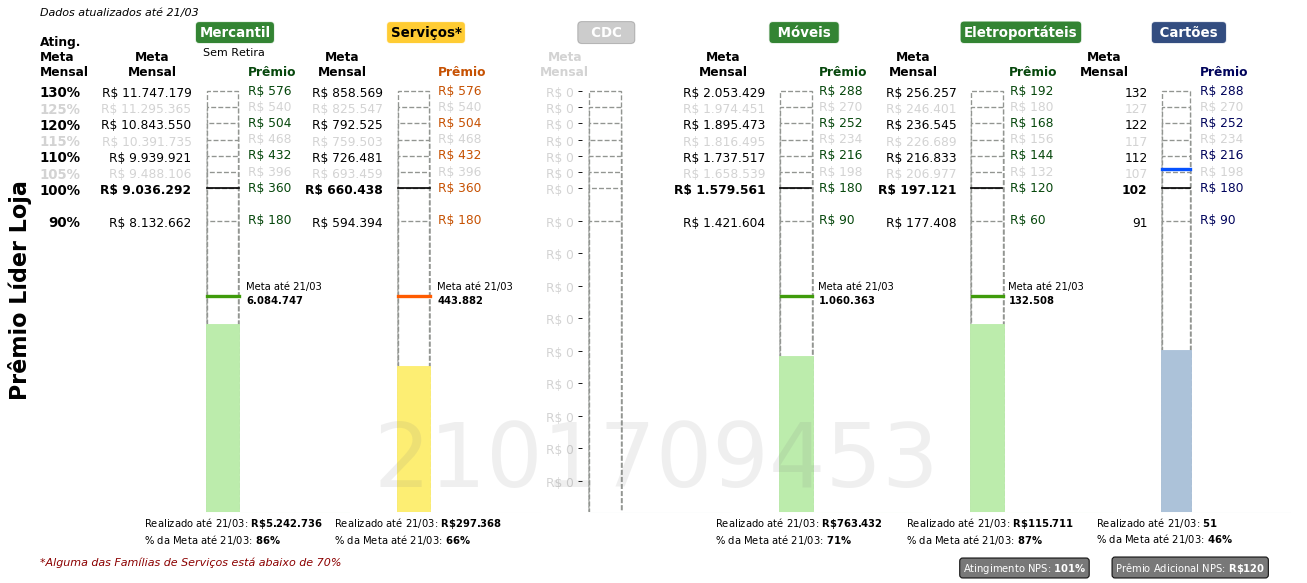 Dados atualizados até 21/03
Mercantil Serviços* CDC Móveis Eletroportáteis Cartões
Sem Retira
Ating. Meta Mensal
Meta Mensal Prêmio Meta Mensal Prêmio Meta Mensal Meta Mensal Prêmio Meta Mensal Prêmio Meta Mensal Prêmio
130% R$ 11.747.179 R$ 576 R$ 858.569 R$ 576 R$ 0 R$ 2.053.429 R$ 288 R$ 256.257 R$ 192 132 R$ 288
125% R$ 11.295.365 R$ 540 R$ 825.547 R$ 540 R$ 0 R$ 1.974.451 R$ 270 R$ 246.401 R$ 180 127 R$ 270
120% R$ 10.843.550 R$ 504 R$ 792.525 R$ 504 R$ 0 R$ 1.895.473 R$ 252 R$ 236.545 R$ 168 122 R$ 252
115% R$ 10.391.735 R$ 468 R$ 759.503 R$ 468 R$ 0 R$ 1.816.495 R$ 234 R$ 226.689 R$ 156 117 R$ 234
110% R$ 9.939.921 R$ 432 R$ 726.481 R$ 432 R$ 0 R$ 1.737.517 R$ 216 R$ 216.833 R$ 144 112 R$ 216
105% R$ 9.488.106 R$ 396 R$ 693.459 R$ 396 R$ 0 R$ 1.658.539 R$ 198 R$ 206.977 R$ 132 107 R$ 198
100% R$ 9.036.292 R$ 360 R$ 660.438 R$ 360 R$ 0 R$ 1.579.561 R$ 180 R$ 197.121 R$ 120 102 R$ 180
90% R$ 8.132.662 R$ 180 R$ 594.394 R$ 180 R$ 0 R$ 1.421.604 R$ 90 R$ 177.408 R$ 60 91 R$ 90
R$ 0
R$ 0
R$ 0
R$ 0
R$ 0
R$ 0
R$ 0
R$ 0
Prêmio Líder Loja
Meta até 21/03 Meta até 21/03 Meta até 21/03 Meta até 21/03
6.084.747 443.882 1.060.363 132.508
2101709453
Realizado até 21/03: R$5.242.736 Realizado até 21/03: R$297.368 Realizado até 21/03: R$763.432 Realizado até 21/03: R$115.711 Realizado até 21/03: 51
% da Meta até 21/03: 86% % da Meta até 21/03: 66% % da Meta até 21/03: 71% % da Meta até 21/03: 87% % da Meta até 21/03: 46%
*Alguma das Famílias de Serviços está abaixo de 70%
Atingimento NPS: 101% Prêmio Adicional NPS: R$120